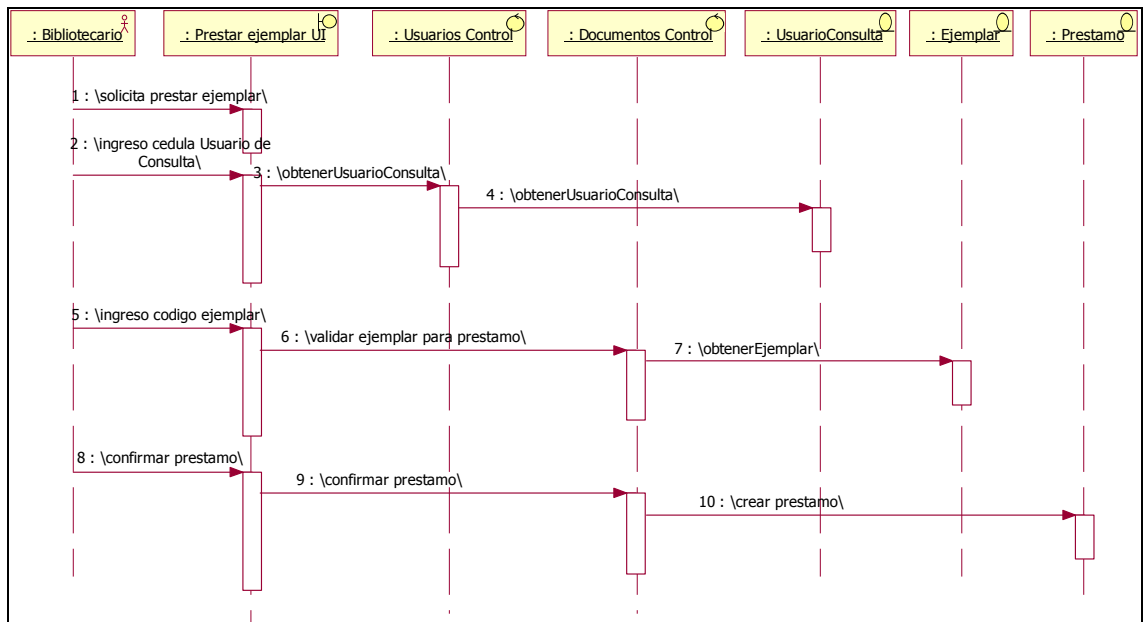 : Bibliotecario
: Prestar ejemplar UI
: Usuarios Control
: Documentos Control
: UsuarioConsulta
: Ejemplar
: Prestamo
1 : \solicita prestar ejemplar\
2 : \ingreso cedula Usuario de
Consulta\
3 : \obtenerUsuarioConsulta\
4 : \obtenerUsuarioConsulta\
5 : \ingreso codigo ejemplar\
6 : \validar ejemplar para prestamo\
7 : \obtenerEjemplar\
8 : \confirmar prestamo\
9 : \confirmar prestamo\
10 : \crear prestamo\